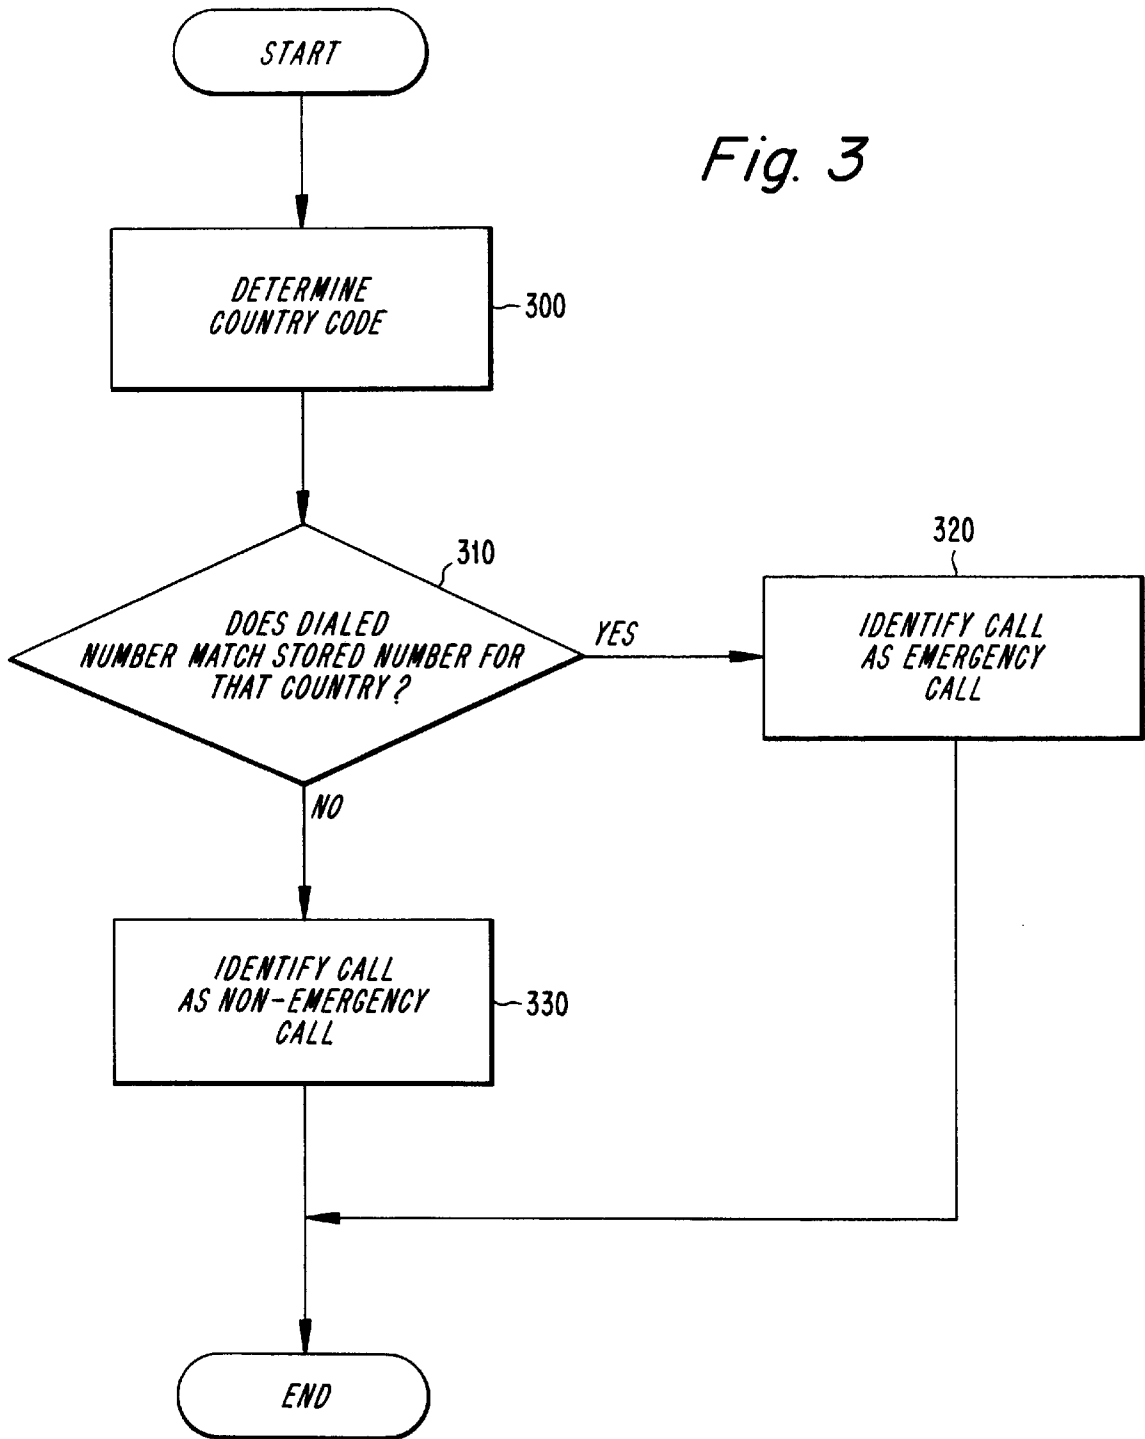 START
Fig. 3
DETERMINE
COUNTRY CODE
300
310
DOES DIALED
NUMBER MATCH STORED NUMBER FOR
THAT COUNTRY?
YES
320
IDENTIFY CALL
AS EMERGENCY
CALL
NO
IDENTIFY CALL
AS NON-EMERGENCY
CALL
330
END